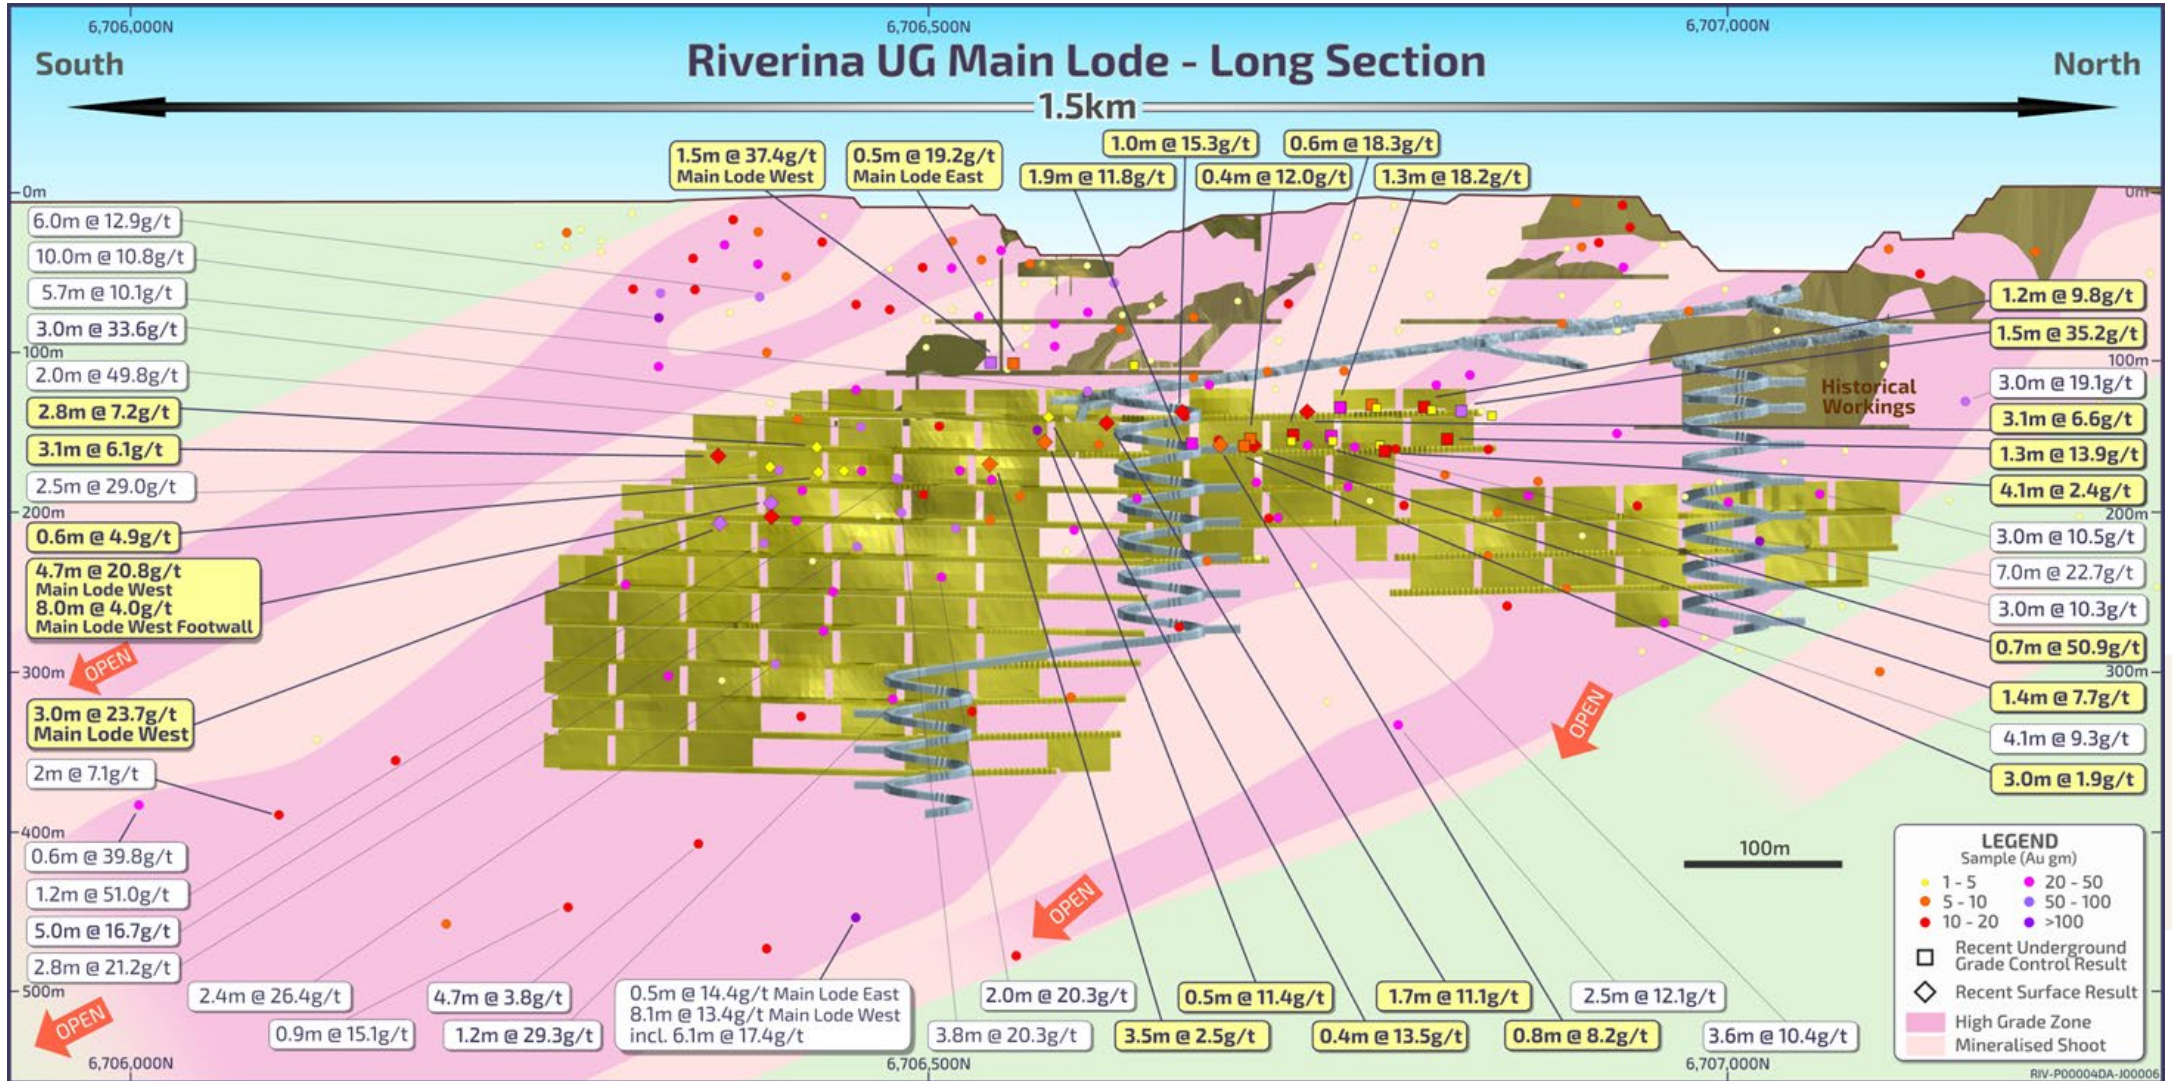 6,706,000N
6,706,500N
6,707,000N
South
Riverina UG Main Lode - Long Section
North
1.5km
1.0m @ 15.3g/t
0.6m @ 18.3g/t
1.5m @ 37.4g/t
Main Lode West
0.5m @ 19.2g/t
Main Lode East
1.9m @ 11.8g/t
0.4m @ 12.0g/t
1.3m @ 18.2g/t
0m
0m
6.0m @ 12.9g/t
10.0m @ 10.8g/t
5.7m @ 10.1g/t
3.0m @ 33.6g/t
100m
2.0m @ 49.8g/t
2.8m @ 7.2g/t
3.1m @ 6.1g/t
2.5m @ 29.0g/t
200m
0.6m @ 4.9g/t
4.7m @ 20.8g/t
Main Lode West
8.0m @ 4.0g/t
Main Lode West Footwall
OPEN
300m
3.0m @ 23.7g/t
Main Lode West
2m @ 7.1g/t
400m
0.6m @ 39.8g/t
1.2m @ 51.0g/t
5.0m @ 16.7g/t
2.8m @ 21.2g/t
500m
OPEN
1.2m @ 9.8g/t
1.5m @ 35.2g/t
100m
3.0m @ 19.1g/t
Historical
Workings
3.1m @ 6.6g/t
1.3m @ 13.9g/t
4.1m @ 2.4g/t
200m
3.0m @ 10.5g/t
7.0m @ 22.7g/t
3.0m @ 10.3g/t
0.7m @ 50.9g/t
300m
1.4m @ 7.7g/t
OPEN
4.1m @ 9.3g/t
3.0m @ 1.9g/t
100m
OPEN
2.4m @ 26.4g/t
4.7m @ 3.8g/t
0.5m @ 14.4g/t Main Lode East
8.1m @ 13.4g/t Main Lode West
incl. 6.1m @ 17.4g/t
2.0m @ 20.3g/t
0.5m @ 11.4g/t
1.7m @ 11.1g/t
2.5m @ 12.1g/t
0.9m @ 15.1g/t
1.2m @ 29.3g/t
3.8m @ 20.3g/t
3.5m @ 2.5g/t
0.4m @ 13.5g/t
0.8m @ 8.2g/t
3.6m @ 10.4g/t
LEGEND
Sample (Au gm)
1 - 5
20 - 50
5 - 10
50 - 100
10 - 20
>100
Recent Underground
Grade Control Result
Recent Surface Result
High Grade Zone
Mineralised Shoot
6,706,000N
6,706,500N
6,707,000N
RIV-P00004DA-J00006